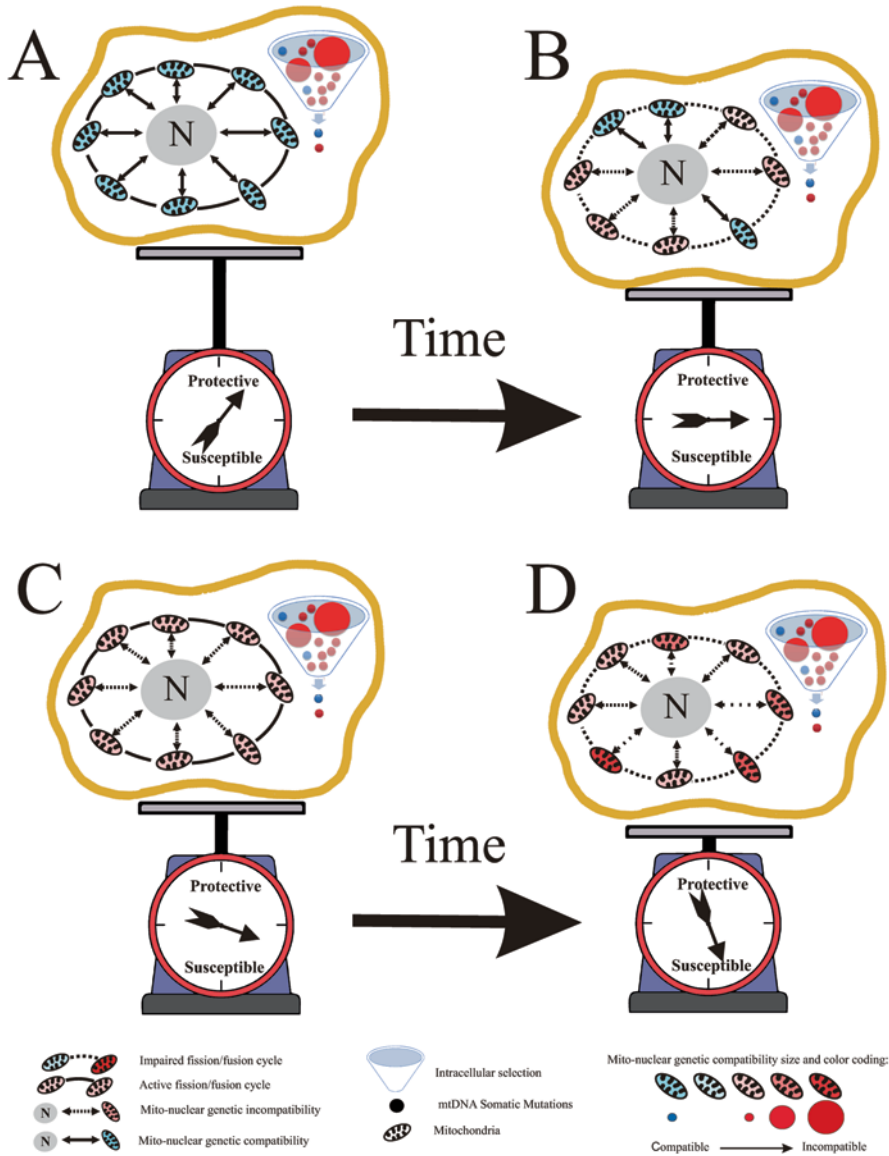 A
B
N
N
Time
Protective
Susceptible
Protective
Susceptible
C
D
N
N
Time
Protective
Susceptible
Protective
Susceptible
Impaired fission/fusion cycle
Active fission/fusion cycle
N Mito-nuclear genetic incompatibility
N Mito-nuclear genetic compatibility
Intracellular selection
mtDNA Somatic Mutations
Mitochondria
Mito-nuclear genetic compatibility size and color coding:
Compatible Incompatible